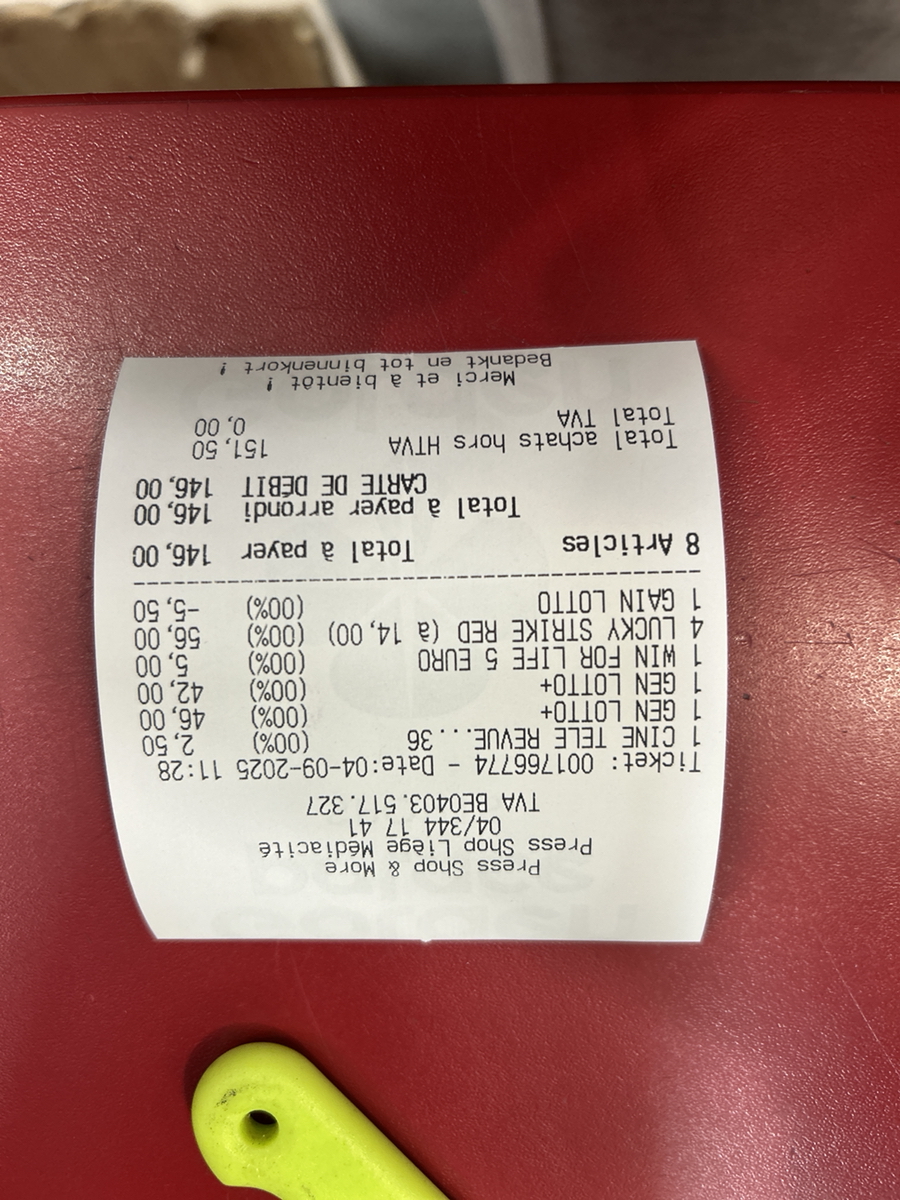 Press Shop & More
Press Shop Liège Médiacité
04/344 17 41
TVA BE0403.517.327
Ticket: 001766774 - Date:04-09-2025 11:28
1 CINE TELE REVUE...36 (00%) 2,50
1 GEN LOTTO+ (00%) 46,00
1 GEN LOTTO+ (00%) 42,00
1 WIN FOR LIFE 5 EURO (00%) 5,00
4 LUCKY STRIKE RED (à 14,00) (00%) 56,00
1 GAIN LOTTO (00%) -5,50
8 Articles Total à payer 146,00
Total à payer arrondi 146,00
CARTE DE DÉBIT 146,00
Total achats hors HTVA 151,50
Total TVA 0,00
Merci et à bientôt !
Bedankt en tot binnenkort !